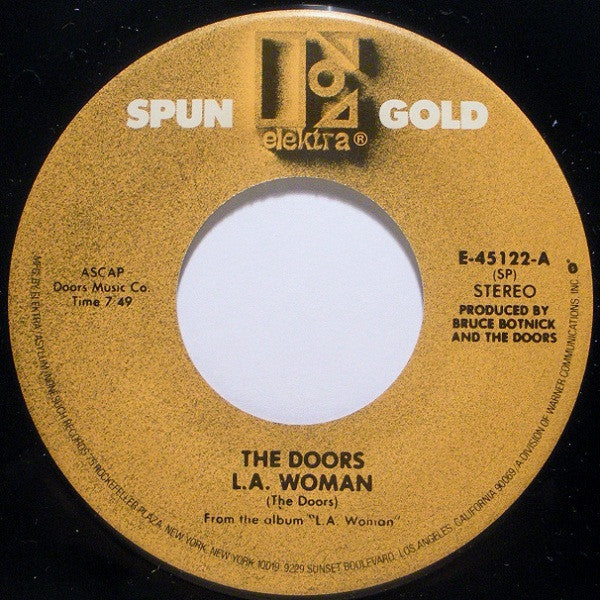 SPUN GOLD
elektra®
ASCAP
Doors Music Co.
Time 7:49
E-45122-A
(SP)
STEREO
PRODUCED BY
BRUCE BOTNICK
AND THE DOORS
THE DOORS
L.A. WOMAN
(The Doors)
From the album "L.A. Woman"
MFG. BY ELEKTRA/ASYLUM/NONESUCH RECORDS, 75 ROCKEFELLER PLAZA, NEW YORK, NEW YORK 10019 9229 SUNSET BOULEVARD, LOS ANGELES, CALIFORNIA 90069, A DIVISION OF WARNER COMMUNICATIONS INC.